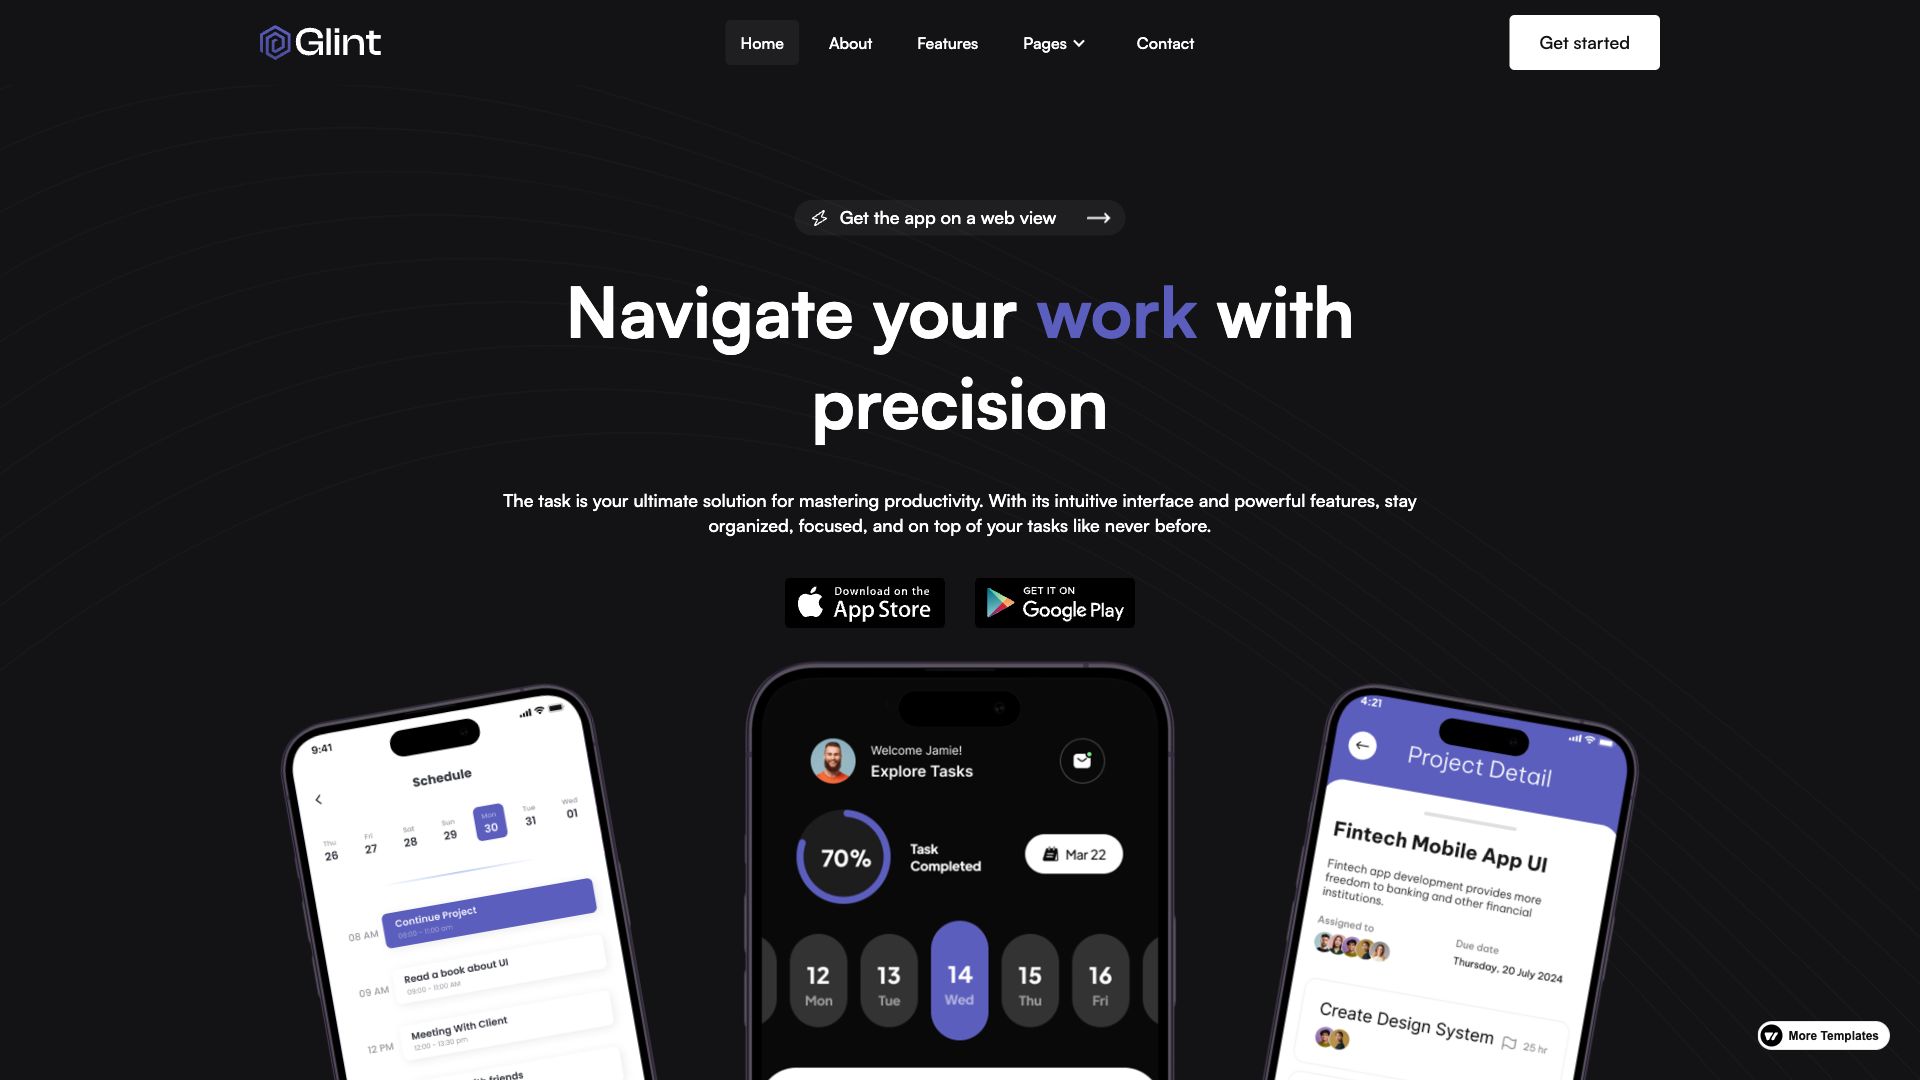 Glint
Home
About
Features
Pages
Contact
Get started
Get the app on a web view
Navigate your work with
precision
The task is your ultimate solution for mastering productivity. With its intuitive interface and powerful features, stay
organized, focused, and on top of your tasks like never before.
Download on the
App Store
GET IT ON
Google Play
9:41
Schedule
Thu
26
Fri
27
Sat
28
Sun
29
Mon
30
Tue
31
Wed
01
08 AM
Continue Project
09 AM
Read a book about UI
09:00 - 11:00 AM
12 PM
Meeting With Client
12:00 - 13:30 pm
friends
Welcome Jamie!
Explore Tasks
70%
Task
Completed
Mar 22
12
Mon
13
Tue
14
Wed
15
Thu
16
Fri
4:21
Project Detail
Fintech Mobile App UI
Fintech app development provides more
freedom to banking and other financial
institutions.
Assigned to
Due date
Thursday, 20 July 2024
Create Design System
25 hr
More Templates